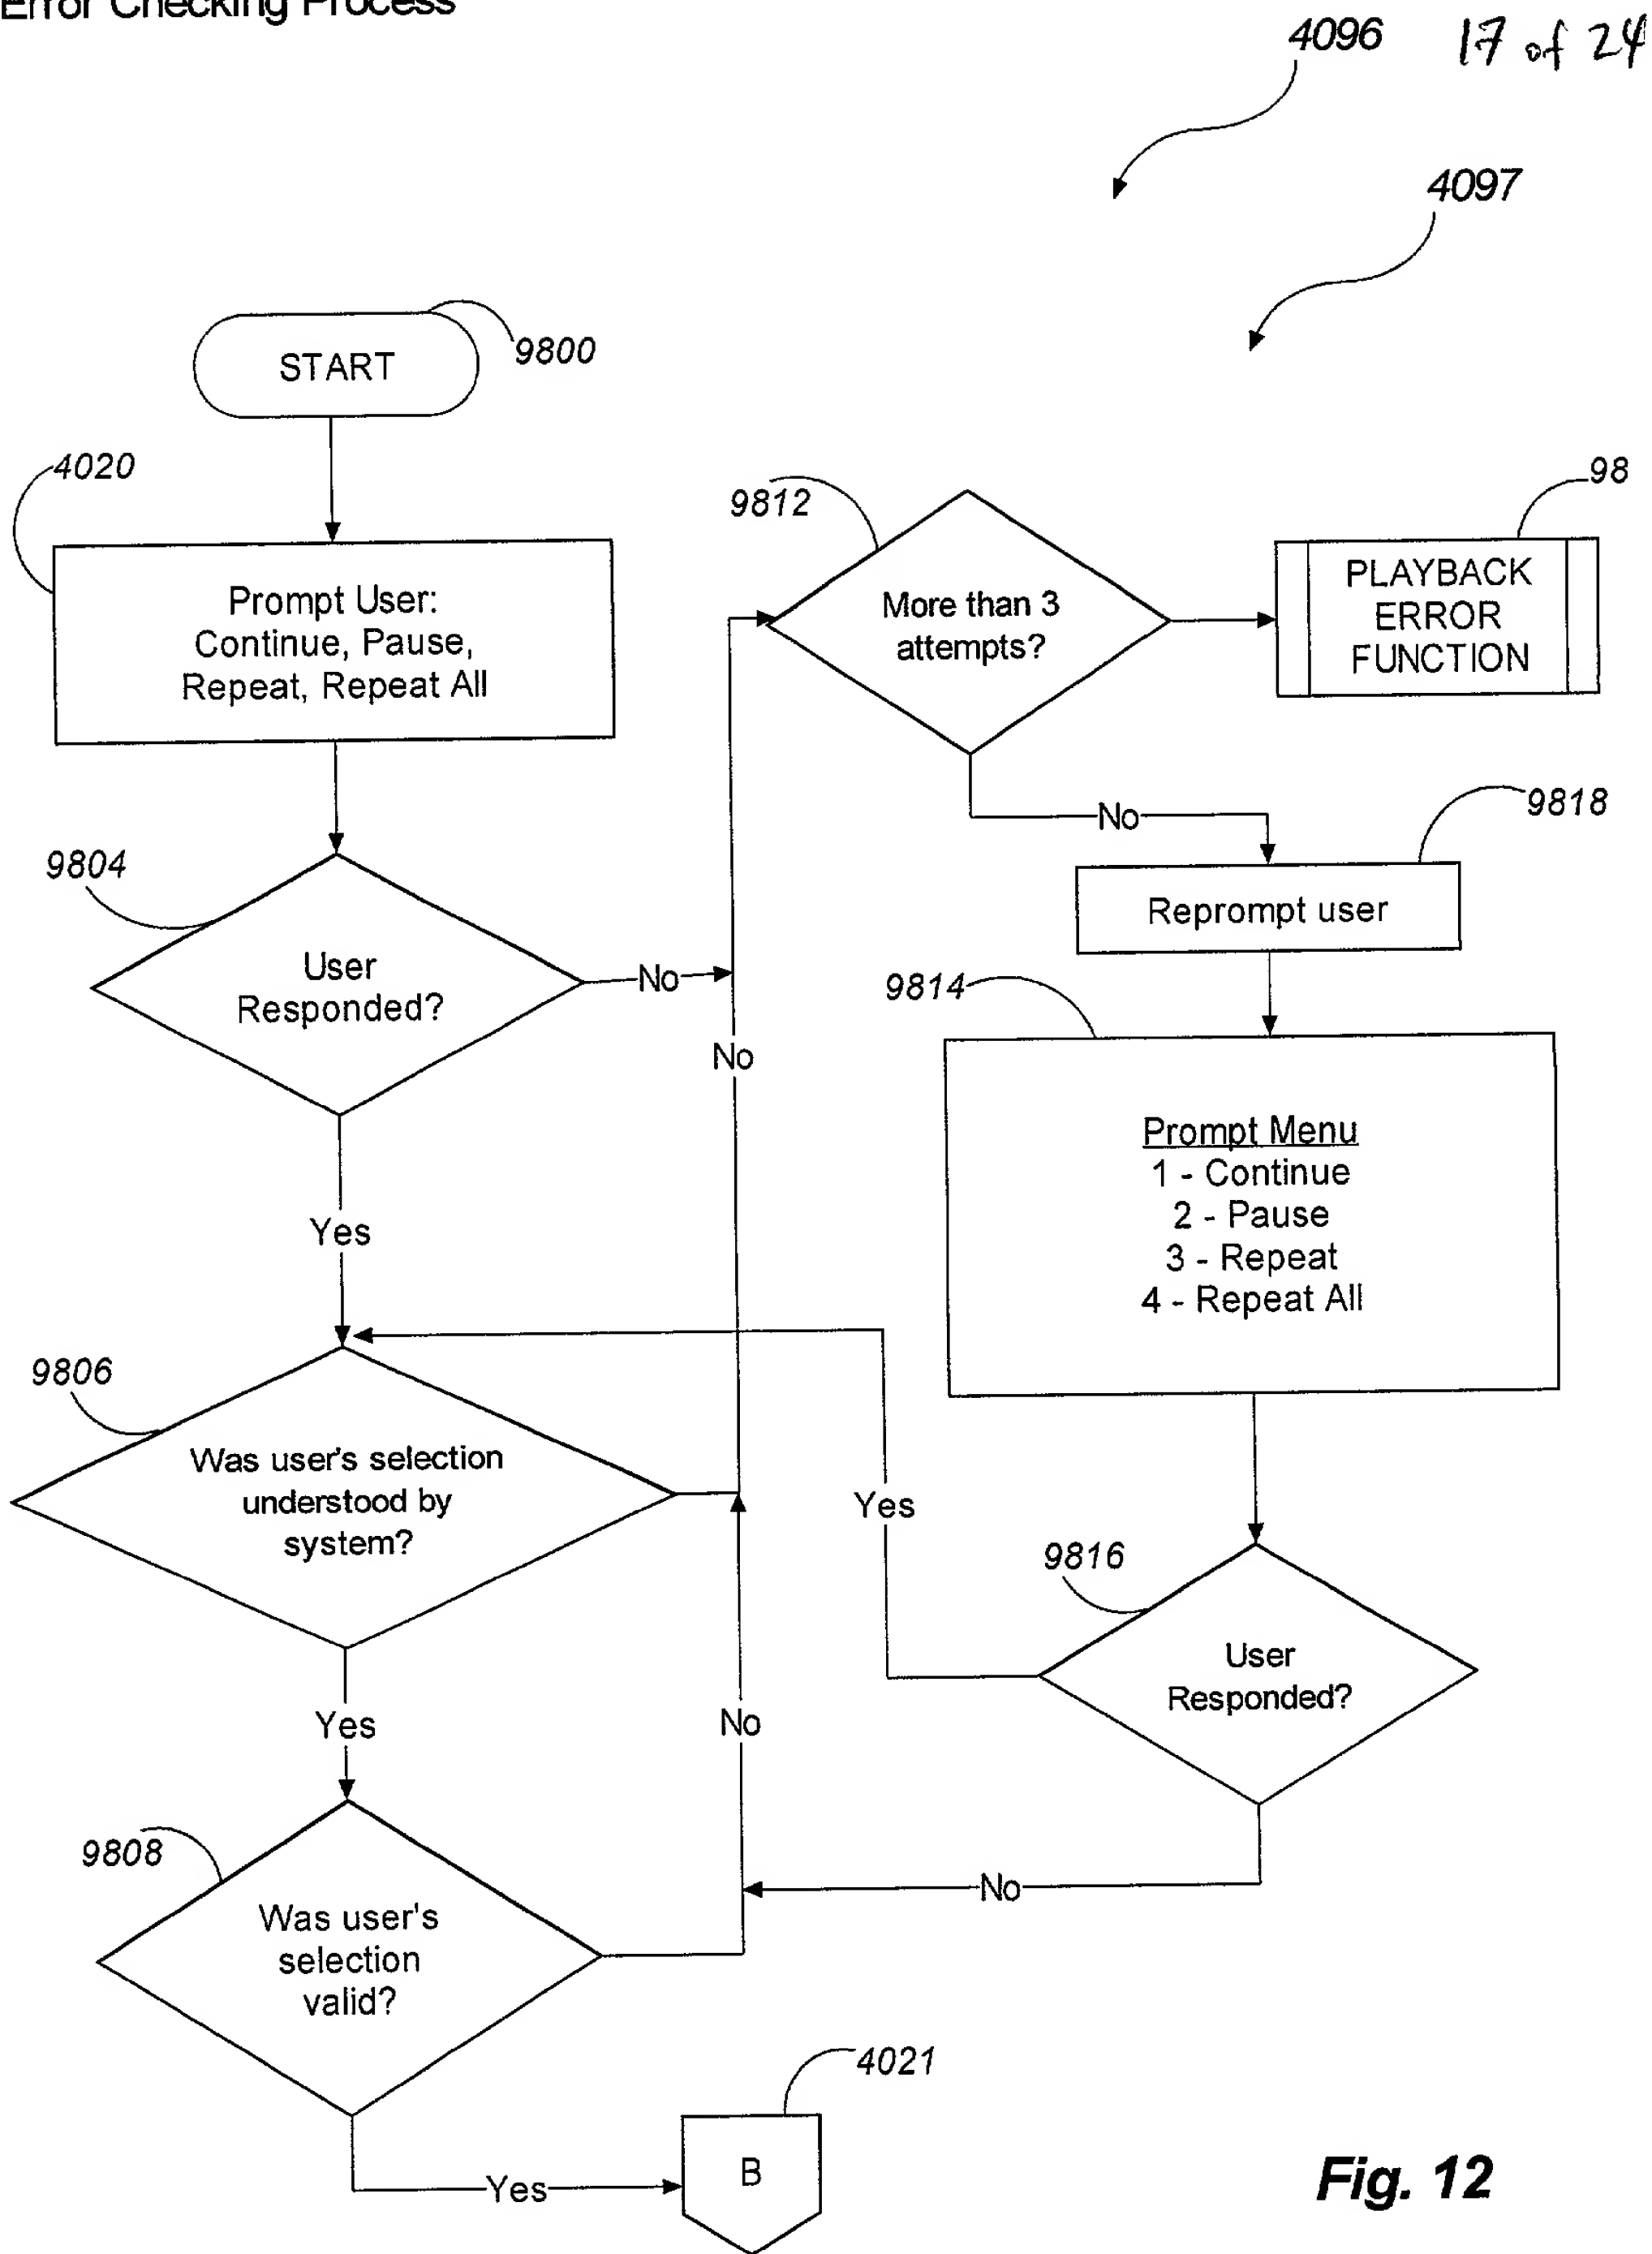 Error Checking Process
4096
17 of 24
4097
START
9800
4020
Prompt User:
Continue, Pause,
Repeat, Repeat All
9812
More than 3
attempts?
98
PLAYBACK
ERROR
FUNCTION
No
9818
Reprompt user
9804
User
Responded?
No
No
Yes
9814
Prompt Menu
1 - Continue
2 - Pause
3 - Repeat
4 - Repeat All
9806
Was user's selection
understood by
system?
Yes
9816
User
Responded?
Yes
No
No
9808
Was user's
selection
valid?
4021
B
Yes
Fig. 12